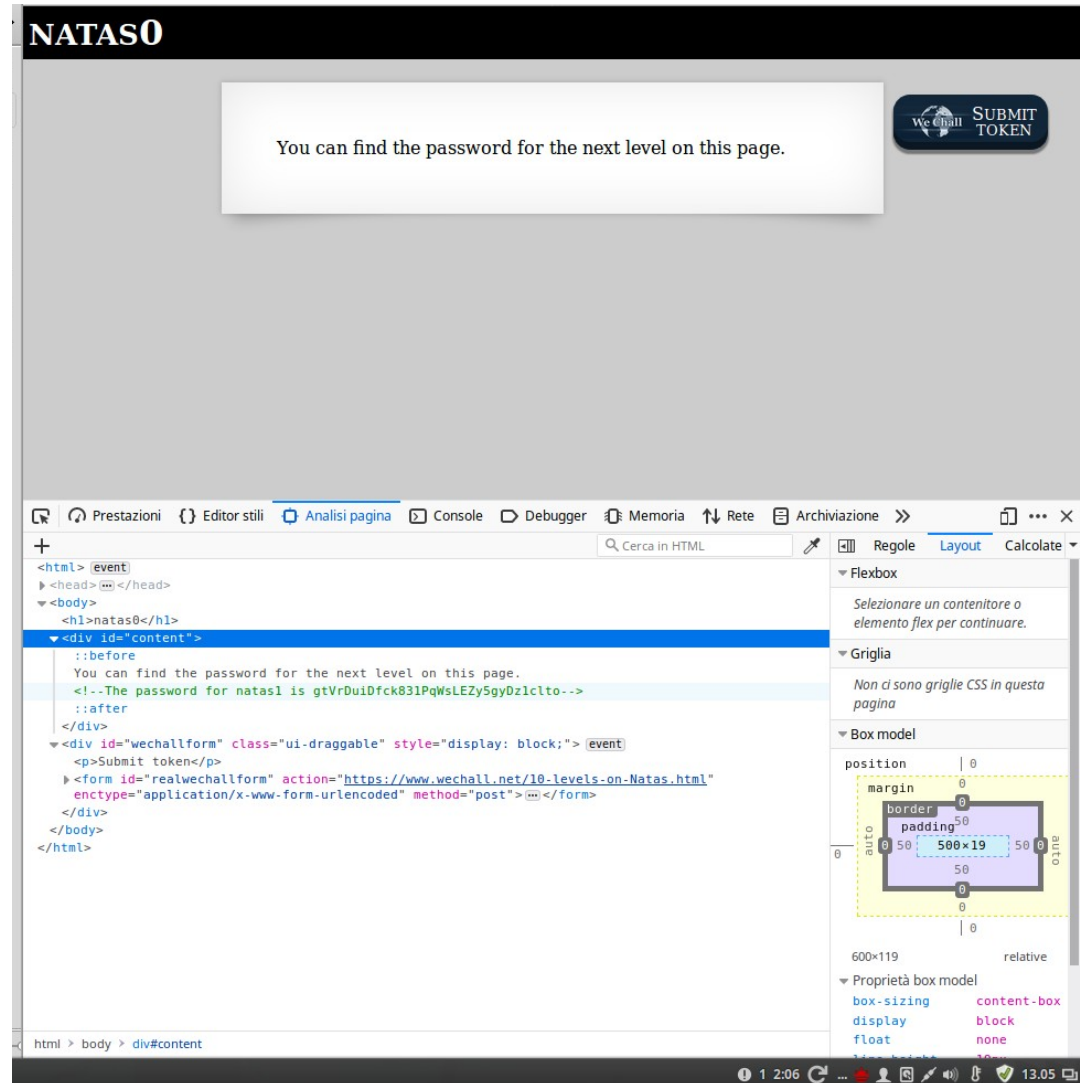 NATAS0
We Chall SUBMIT
TOKEN
You can find the password for the next level on this page.
Prestazioni {} Editor stili Analisi pagina Console Debugger Memoria Rete Archiviazione
+ Cerca in HTML Regole Layout Calcolate
<html> event
<head> ... </head>
<body>
<h1>natas0</h1>
<div id="content">
::before
You can find the password for the next level on this page.
<!--The password for natas1 is gtVrDuiDfck831PqWsLEZy5gyDz1clto-->
::after
</div>
<div id="wechallform" class="ui-draggable" style="display: block;"> event
<p>Submit token</p>
<form id="realwechallform" action="https://www.wechall.net/10-levels-on-Natas.html"
enctype="application/x-www-form-urlencoded" method="post"> ... </form>
</div>
</body>
</html>
html > body > div#content
Flexbox
Selezionare un contenitore o
elemento flex per continuare.
Griglia
Non ci sono griglie CSS in questa
pagina
Box model
position 0
margin 0
border 0
padding 50
0 auto 0 50 500×19 50 0 auto
50
0
0
0
600×119 relative
Proprietà box model
box-sizing content-box
display block
float none
1 2:06 ... 13.05